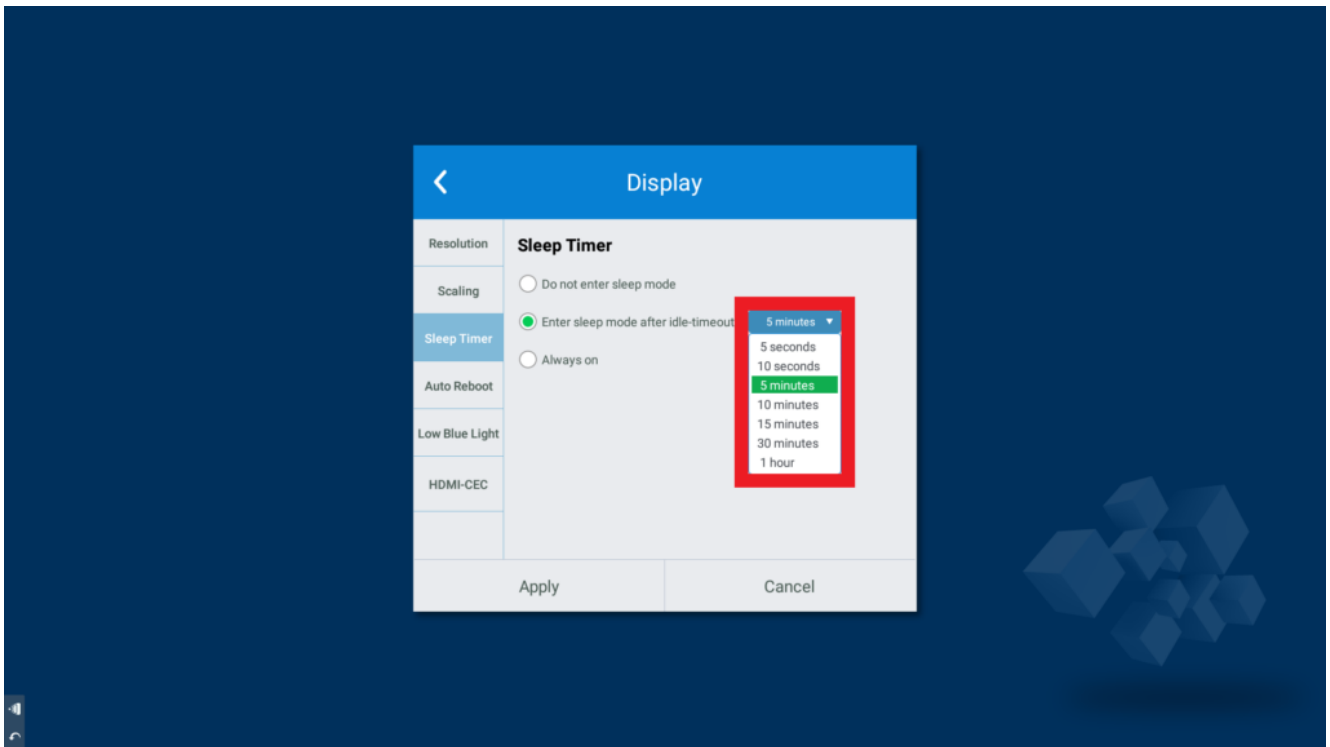 Display
Resolution
Scaling
Sleep Timer
Auto Reboot
Low Blue Light
HDMI-CEC
Sleep Timer
Do not enter sleep mode
Enter sleep mode after idle-timeout
5 minutes
5 seconds
10 seconds
5 minutes
10 minutes
15 minutes
30 minutes
1 hour
Always on
Apply
Cancel